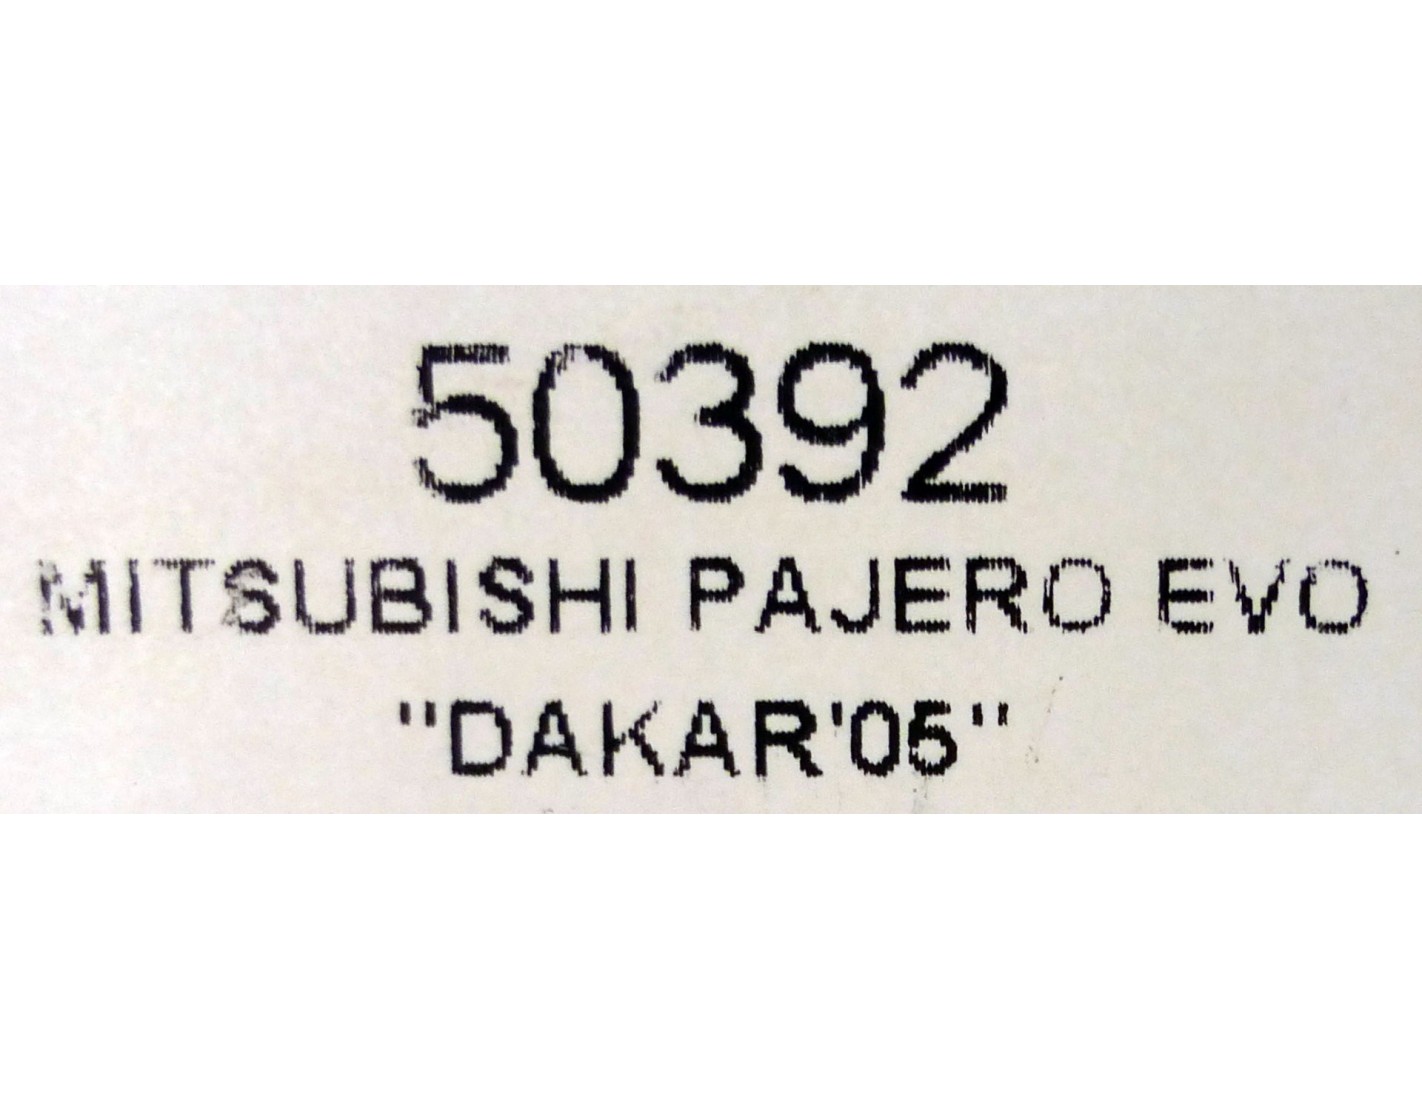 50392
MITSUBISHI PAJERO EVO
"DAKAR'05"